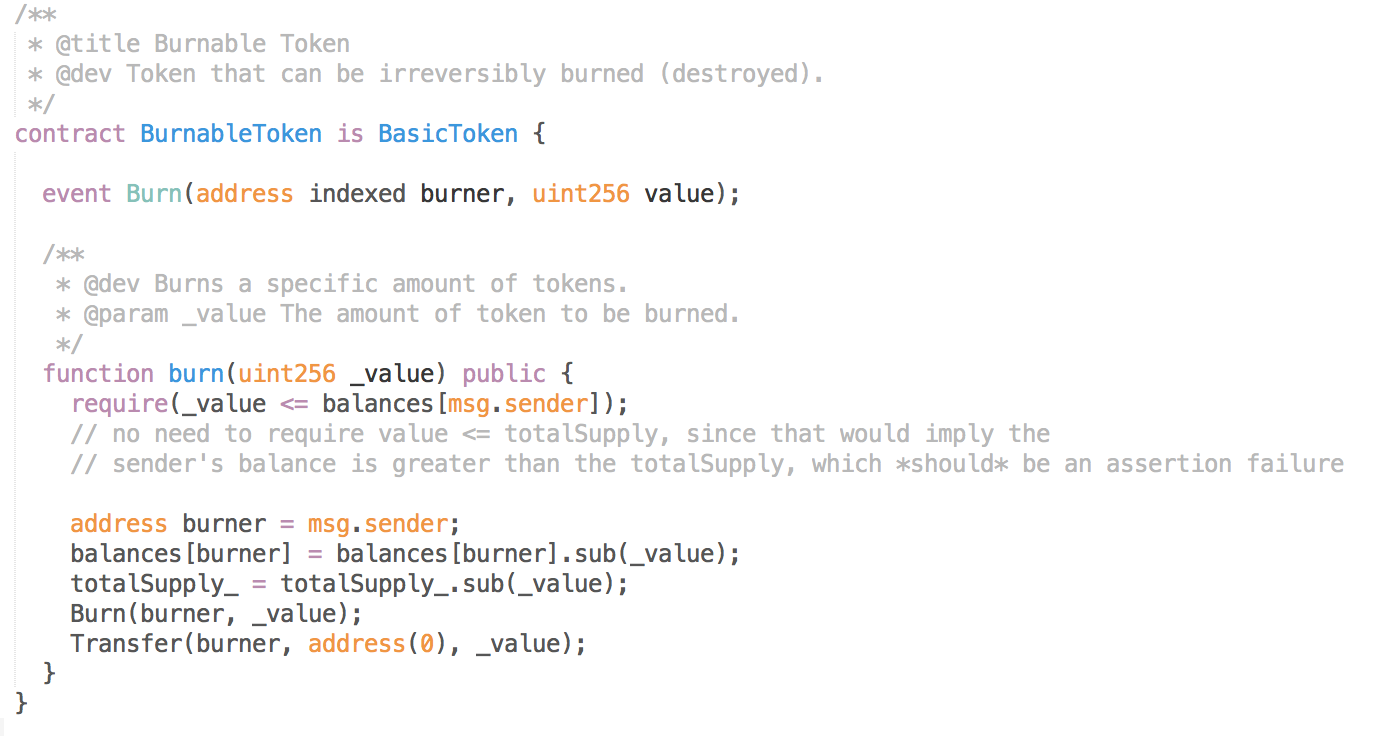 /**
 * @title Burnable Token
 * @dev Token that can be irreversibly burned (destroyed).
 */
contract BurnableToken is BasicToken {

  event Burn(address indexed burner, uint256 value);

  /**
   * @dev Burns a specific amount of tokens.
   * @param _value The amount of token to be burned.
   */
  function burn(uint256 _value) public {
    require(_value <= balances[msg.sender]);
    // no need to require value <= totalSupply, since that would imply the
    // sender's balance is greater than the totalSupply, which *should* be an assertion failure

    address burner = msg.sender;
    balances[burner] = balances[burner].sub(_value);
    totalSupply_ = totalSupply_.sub(_value);
    Burn(burner, _value);
    Transfer(burner, address(0), _value);
  }
}